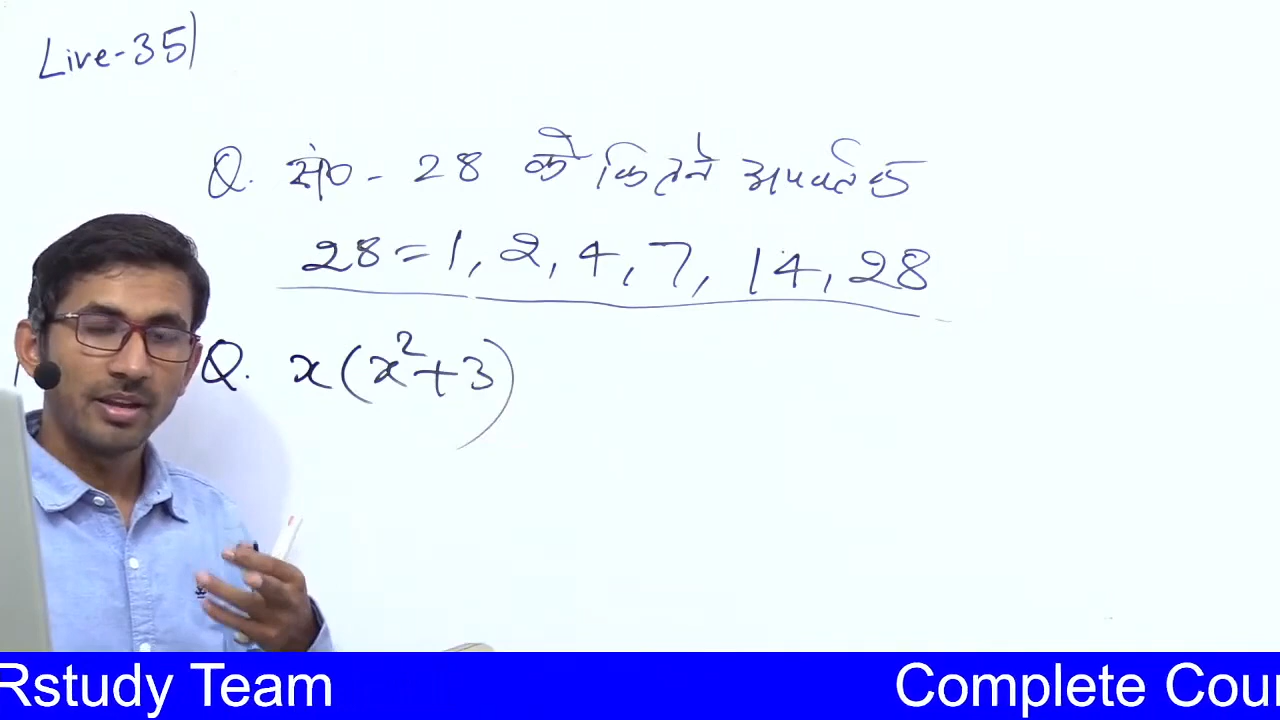 Live-35)
Q. सं० - 28 के कितने अपवर्तक
28 = 1, 2, 4, 7, 14, 28
Q. x(x²+3)
Rstudy Team Complete Cour